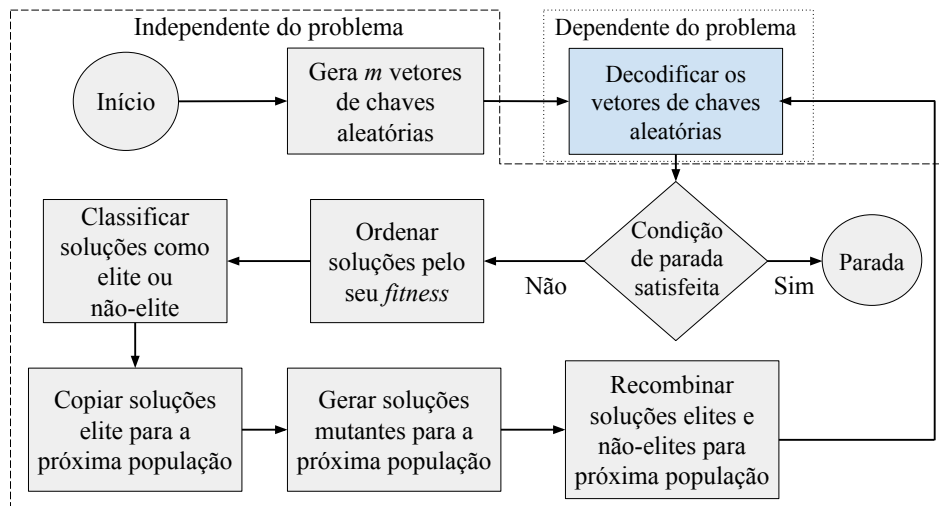 Independente do problema
Dependente do problema
Início
Gera m vetores
de chaves
aleatórias
Decodificar os
vetores de chaves
aleatórias
Classificar
soluções como
elite ou
não-elite
Ordenar
soluções pelo
seu fitness
Não
Condição
de parada
satisfeita
Sim
Parada
Copiar soluções
elite para a
próxima população
Gerar soluções
mutantes para a
próxima população
Recombinar
soluções elites e
não-elites para
próxima população